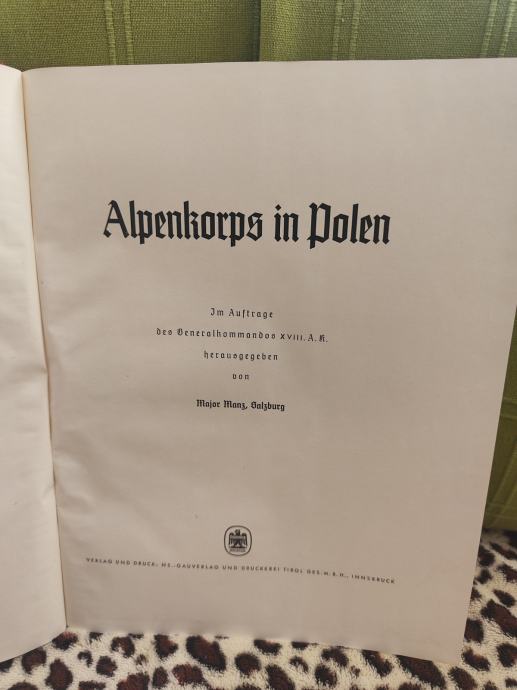 Alpenkorps in Polen
Im Auftrage
des Generalkommandos XVIII. A. K.
herausgegeben
von
Major Manz, Salzburg
VERLAG UND DRUCK: NS.-GAUVERLAG UND DRUCKEREI TIROL GES. M. B. H., INNSBRUCK